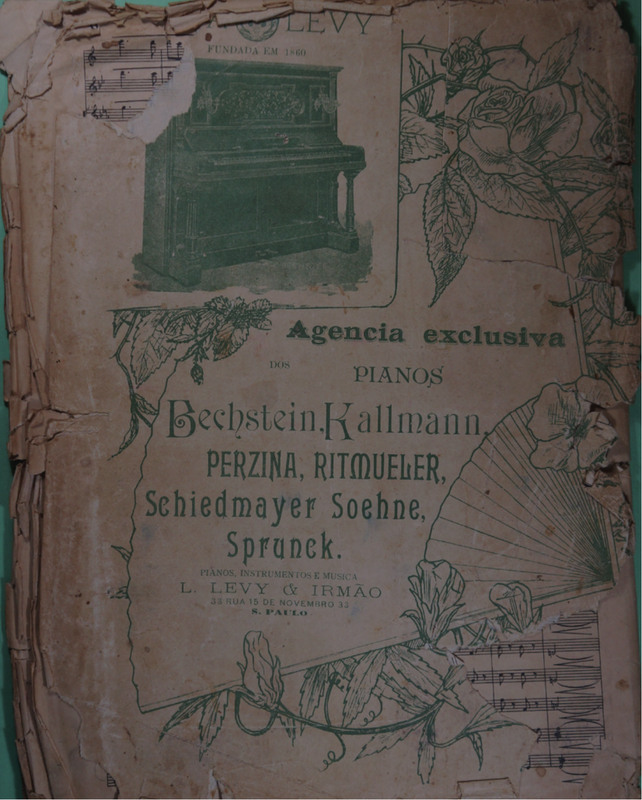 LEVY
FUNDADA EM 1860
Agencia exclusiva
DOS PIANOS
Bechstein, Kallmann,
PERZINA, RITMUELER,
Schiedmayer Soehne,
Sprunck.
PIANOS, INSTRUMENTOS E MUSICA
L. LEVY & IRMÃO
33 RUA 15 DE NOVEMBRO 33
S. PAULO